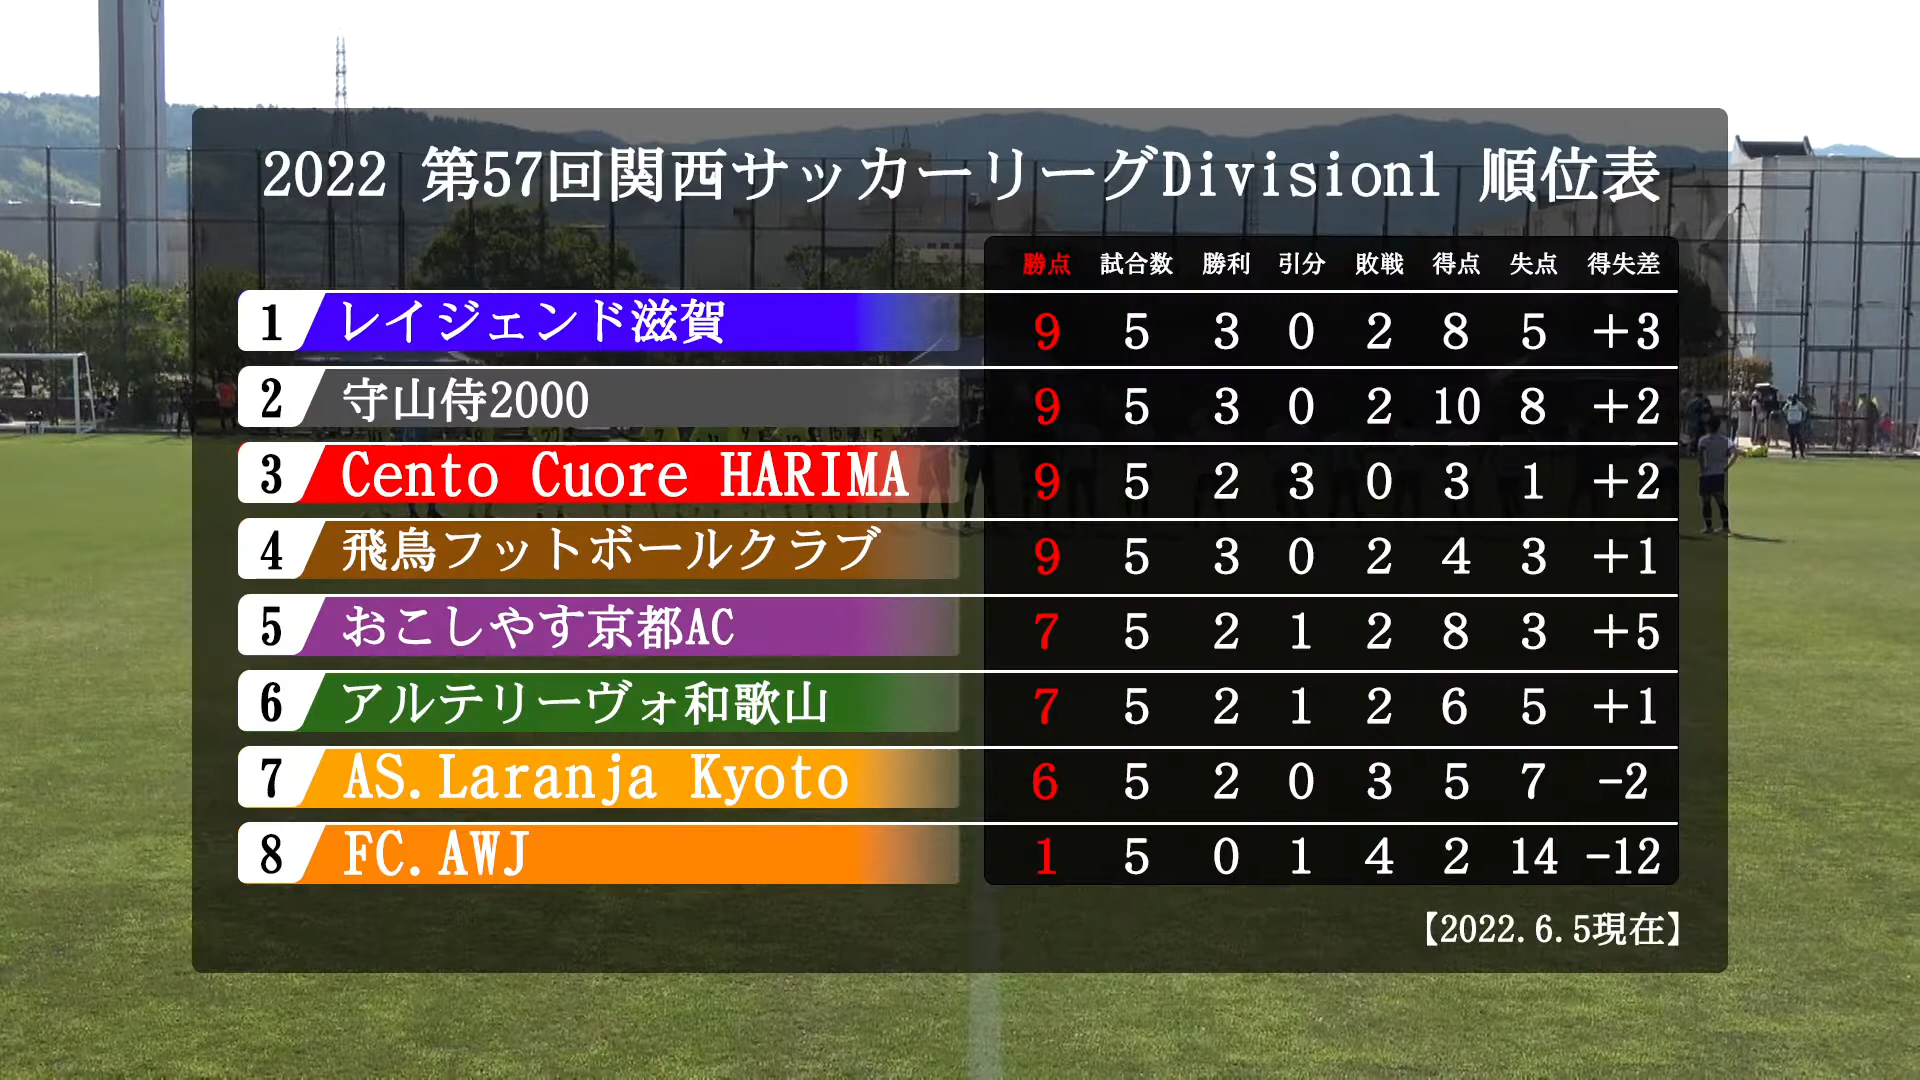 2022 第57回関西サッカーリーグDivision1 順位表
勝点 試合数 勝利 引分 敗戦 得点 失点 得失差
1 レイジェンド滋賀 9 5 3 0 2 8 5 +3
2 守山侍2000 9 5 3 0 2 10 8 +2
3 Cento Cuore HARIMA 9 5 2 3 0 3 1 +2
4 飛鳥フットボールクラブ 9 5 3 0 2 4 3 +1
5 おこしやす京都AC 7 5 2 1 2 8 3 +5
6 アルテリーヴォ和歌山 7 5 2 1 2 6 5 +1
7 AS.Laranja Kyoto 6 5 2 0 3 5 7 -2
8 FC.AWJ 1 5 0 1 4 2 14 -12
【2022.6.5現在】